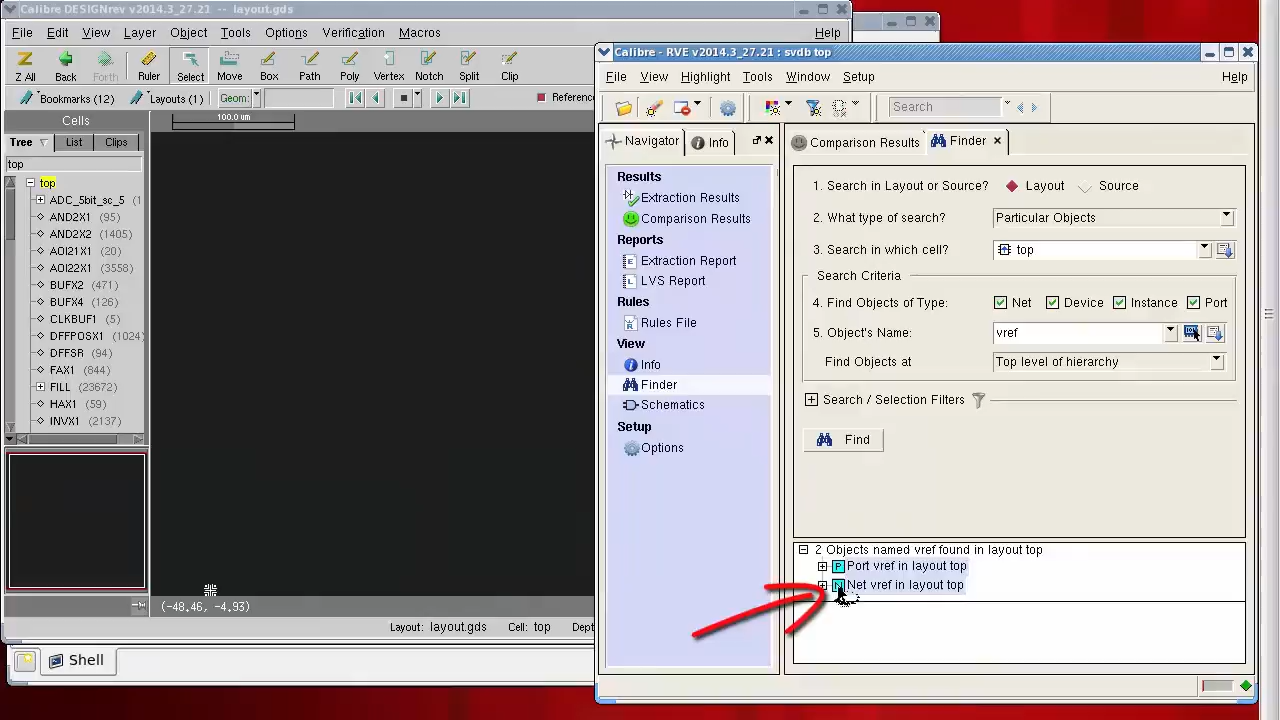 Calibre DESIGNrev v2014.3_27.21 -- layout.gds
File Edit View Layer Object Tools Options Verification Macros Help
Z All Back Forth Ruler Select Move Box Path Poly Vertex Notch Split Clip
Bookmarks (12) Layouts (1) Geom: Reference
Cells
100.0 um
Tree List Clips
top
top
ADC_5bit_sc_5 (1
AND2X1 (95)
AND2X2 (1405)
AOI21X1 (20)
AOI22X1 (3558)
BUFX2 (471)
BUFX4 (126)
CLKBUF1 (5)
DFFPOSX1 (1024)
DFFSR (94)
FAX1 (844)
FILL (23672)
HAX1 (59)
INVX1 (2137)
(-48.46, -4.93)
Layout: layout.gds Cell: top Dept
Shell
Calibre - RVE v2014.3_27.21 : svdb top
File View Highlight Tools Window Setup Help
Search
Navigator Info
Results
Extraction Results
Comparison Results
Reports
Extraction Report
LVS Report
Rules
Rules File
View
Info
Finder
Schematics
Setup
Options
Comparison Results Finder
1. Search in Layout or Source? Layout Source
2. What type of search? Particular Objects
3. Search in which cell? top
Search Criteria
4. Find Objects of Type: Net Device Instance Port
5. Object's Name: vref
Find Objects at Top level of hierarchy
Search / Selection Filters
Find
2 Objects named vref found in layout top
P Port vref in layout top
N Net vref in layout top